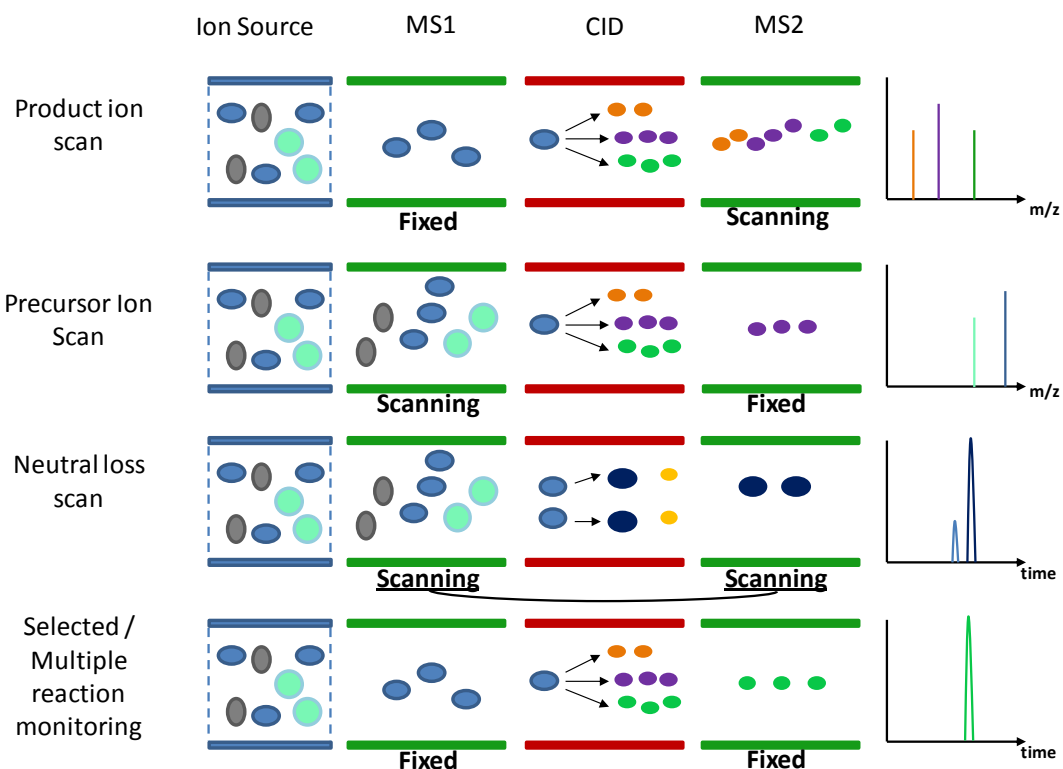 Ion Source
MS1
CID
MS2
Product ion
scan
Fixed
Scanning
m/z
Precursor Ion
Scan
Scanning
Fixed
m/z
Neutral loss
scan
Scanning
Scanning
time
Selected /
Multiple
reaction
monitoring
Fixed
Fixed
time